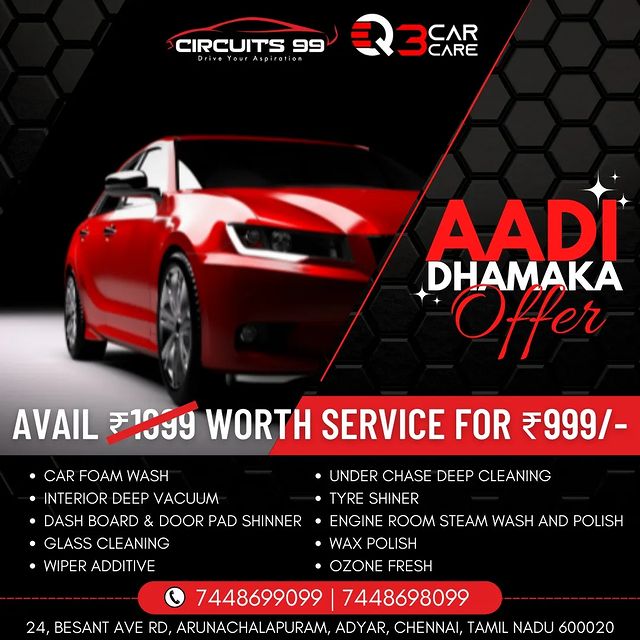 CIRCUITS 99
Drive Your Aspiration
Q3 CAR CARE
AADI
DHAMAKA
Offer
AVAIL ₹1699 WORTH SERVICE FOR ₹999/-
• CAR FOAM WASH
• INTERIOR DEEP VACUUM
• DASH BOARD & DOOR PAD SHINNER
• GLASS CLEANING
• WIPER ADDITIVE
• UNDER CHASE DEEP CLEANING
• TYRE SHINER
• ENGINE ROOM STEAM WASH AND POLISH
• WAX POLISH
• OZONE FRESH
7448699099 | 7448698099
24, BESANT AVE RD, ARUNACHALAPURAM, ADYAR, CHENNAI, TAMIL NADU 600020